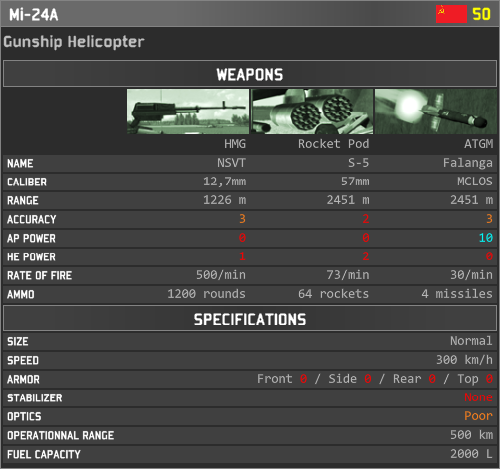 Mi-24A 50
Gunship Helicopter
WEAPONS
HMG Rocket Pod ATGM
NAME NSVT S-5 Falanga
CALIBER 12,7mm 57mm MCLOS
RANGE 1226 m 2451 m 2451 m
ACCURACY 3 2 3
AP POWER 0 0 10
HE POWER 1 2 0
RATE OF FIRE 500/min 73/min 30/min
AMMO 1200 rounds 64 rockets 4 missiles
SPECIFICATIONS
SIZE Normal
SPEED 300 km/h
ARMOR Front 0 / Side 0 / Rear 0 / Top 0
STABILIZER None
OPTICS Poor
OPERATIONNAL RANGE 500 km
FUEL CAPACITY 2000 L